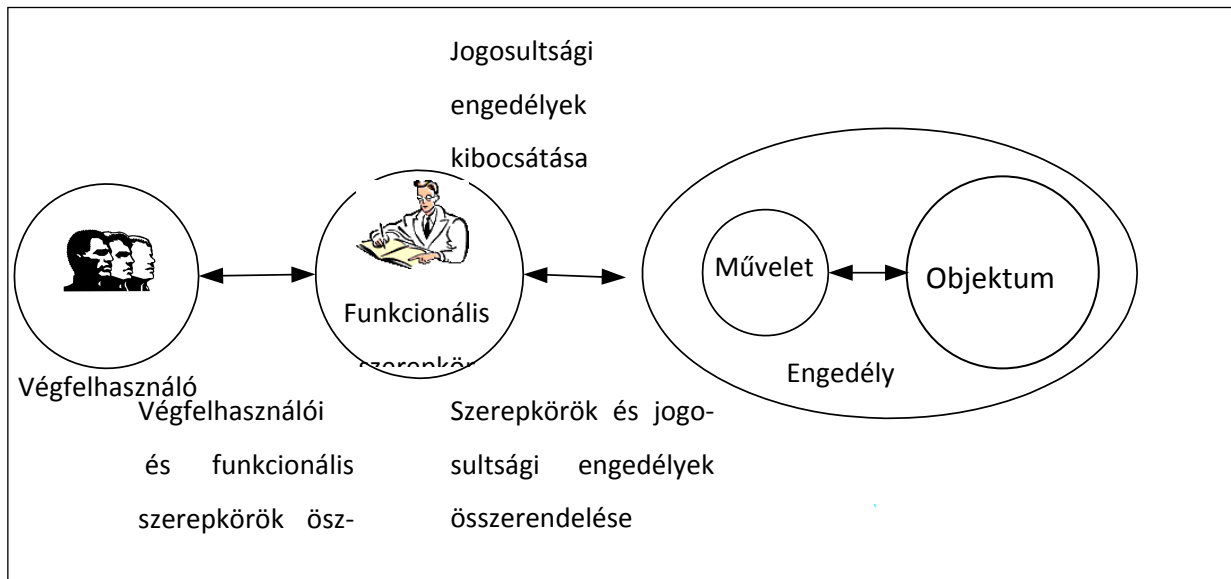 Jogosultsági
engedélyek
kibocsátása
Végfelhasználó
Funkcionális
szerepkör
Művelet
Objektum
Engedély
Végfelhasználói
és funkcionális
szerepkörök ösz-
Szerepkörök és jogo-
sultsági engedélyek
összerendelése